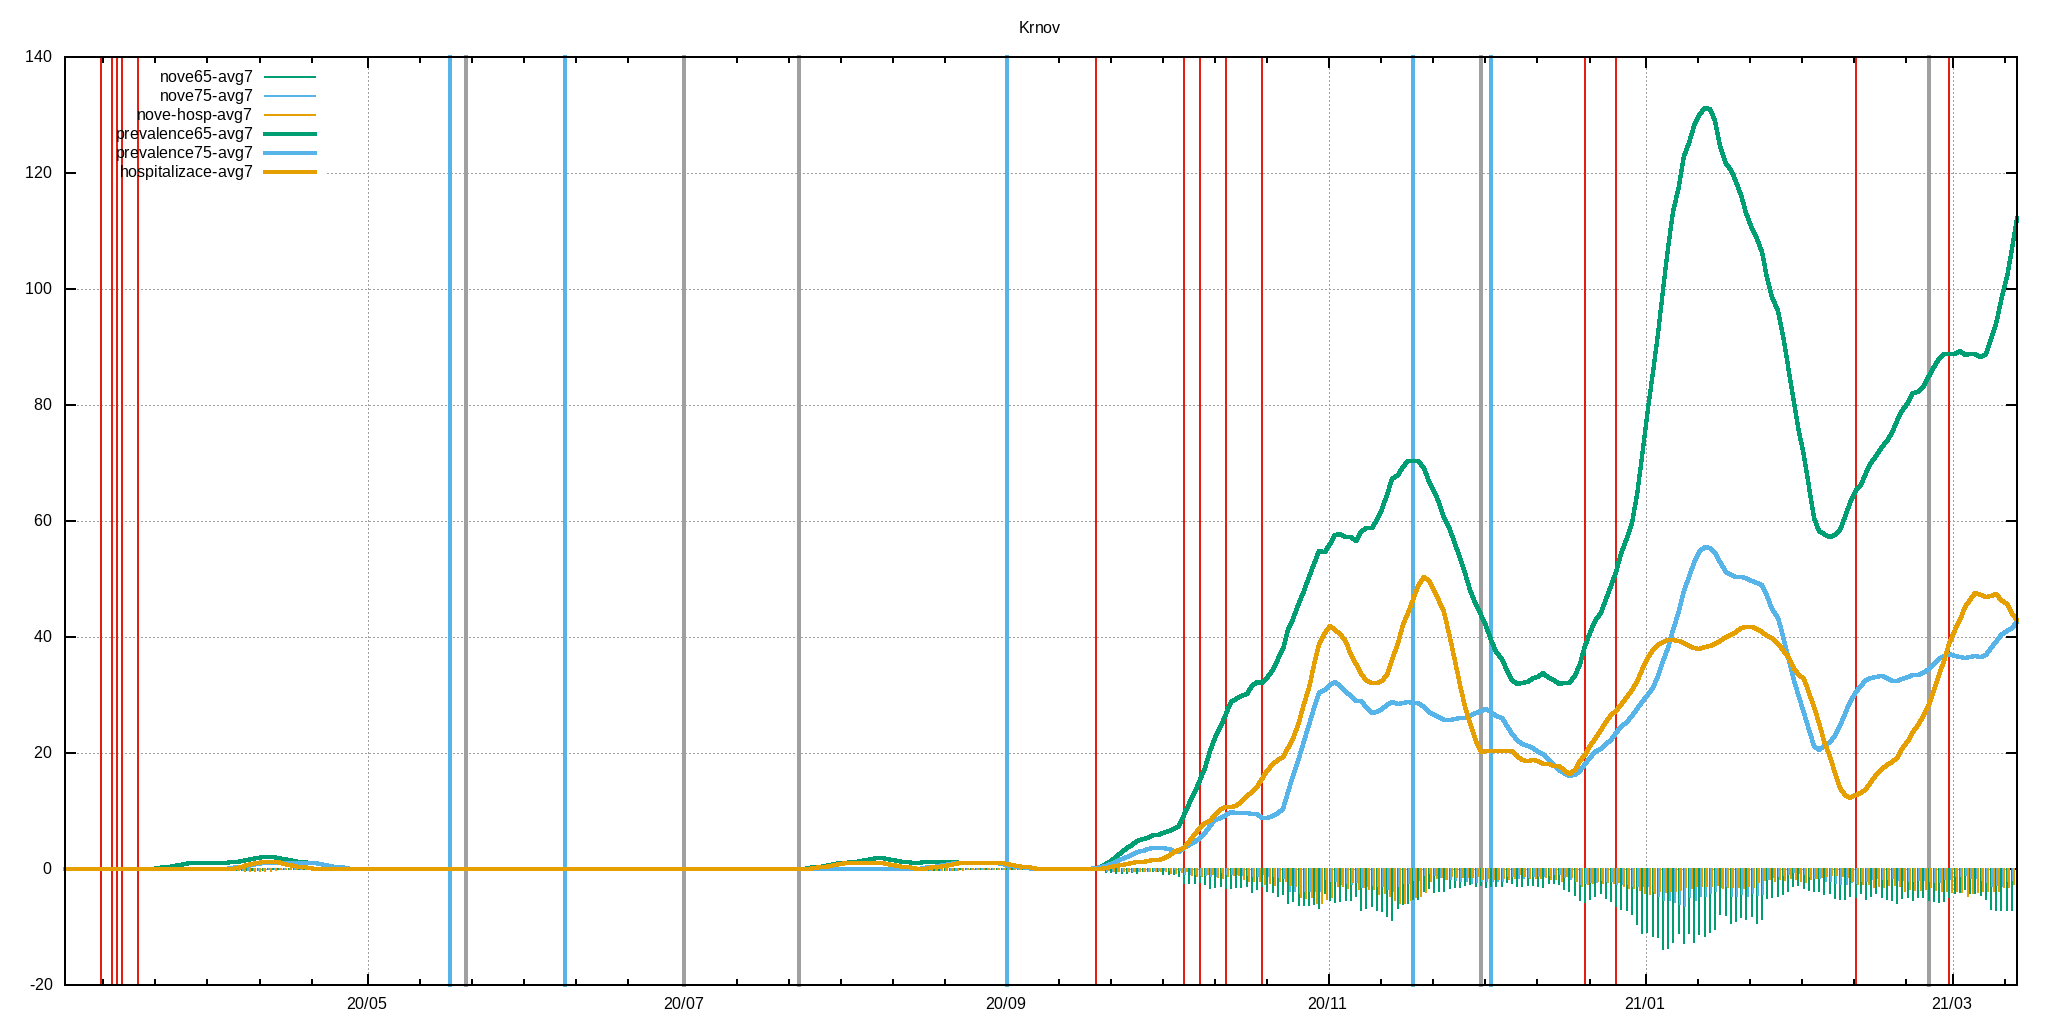 Krnov
140
120
100
80
60
40
20
0
-20
nove65-avg7
nove75-avg7
nove-hosp-avg7
prevalence65-avg7
prevalence75-avg7
hospitalizace-avg7
20/05
20/07
20/09
20/11
21/01
21/03